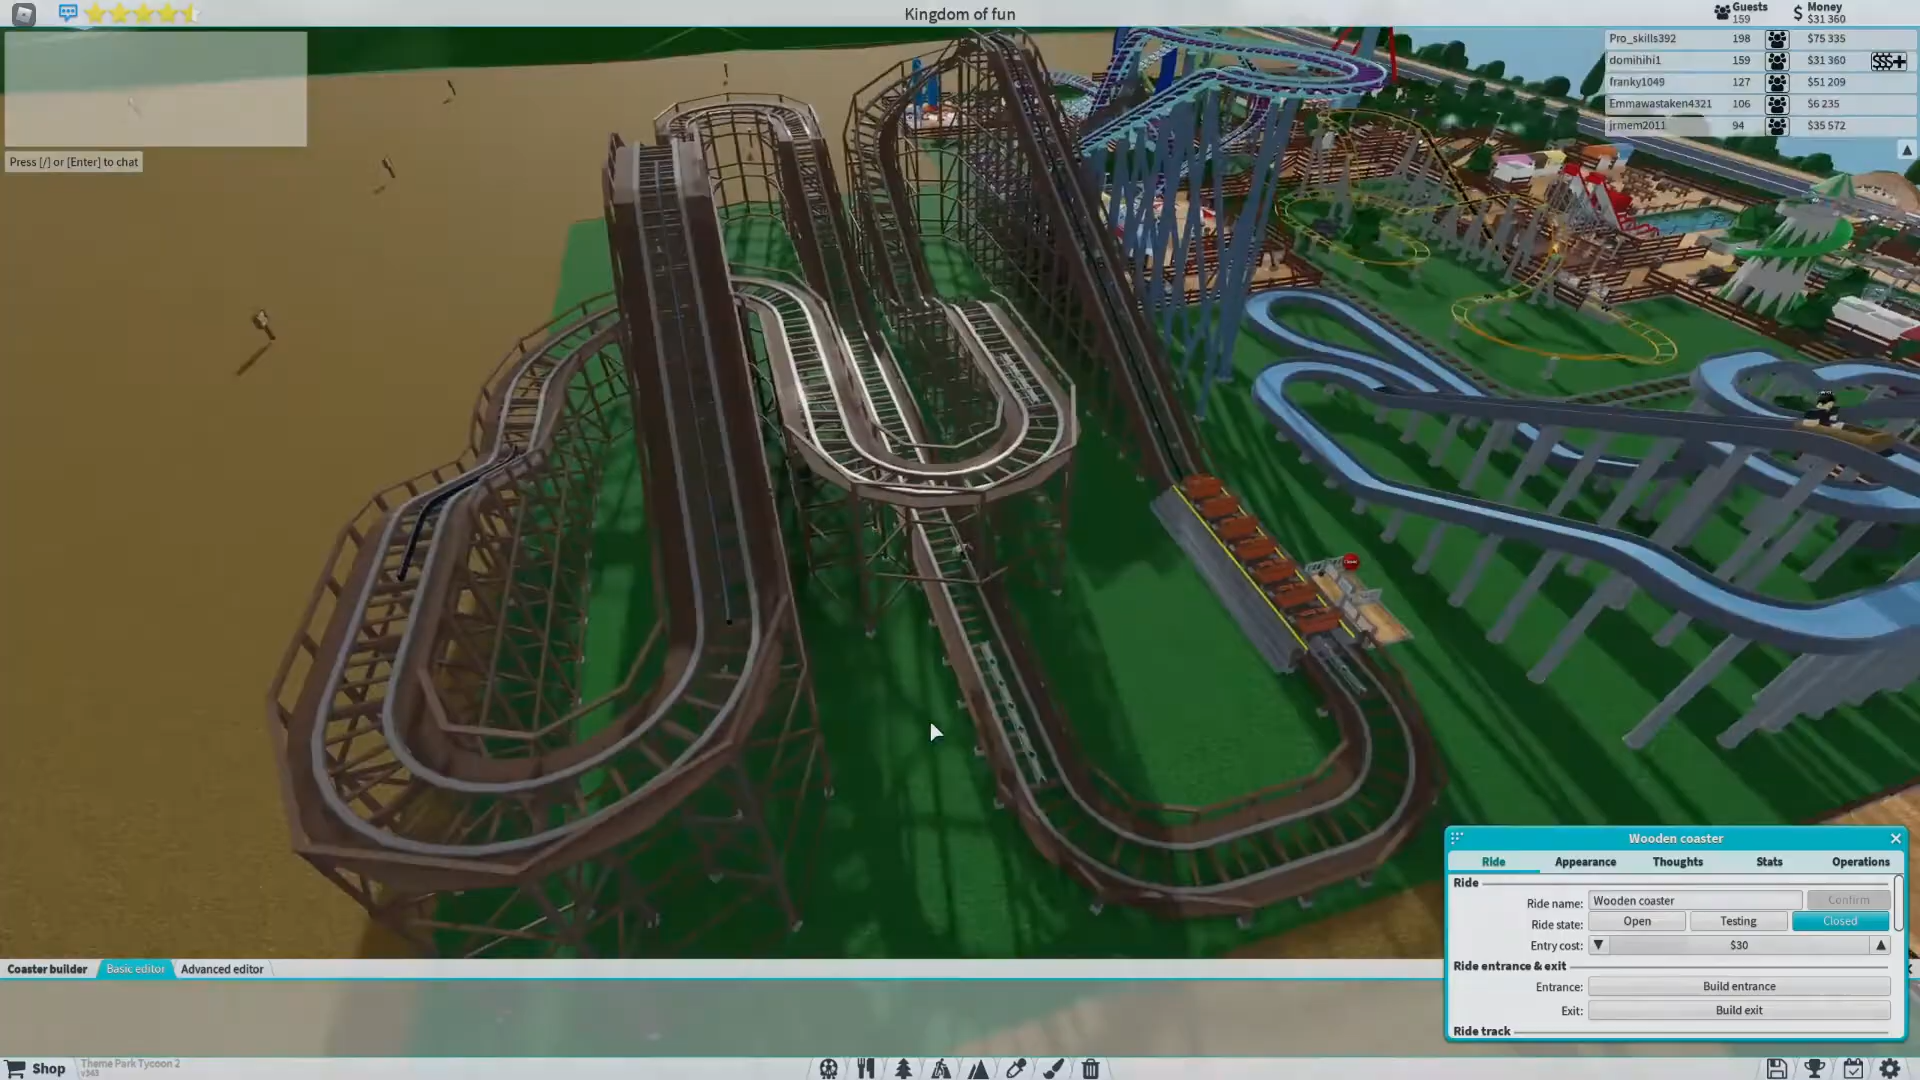 Kingdom of fun
Guests
159
Money
$31 360
Pro_skills392 198 $75 335
domihihi1 159 $31 360
franky1049 127 $51 209
Emmawastaken4321 106 $6 235
jrmem2011 94 $35 572
Press [/] or [Enter] to chat
Wooden coaster
Ride Appearance Thoughts Stats Operations
Ride
Ride name: Wooden coaster Confirm
Ride state: Open Testing Closed
Entry cost: $30
Ride entrance & exit
Entrance: Build entrance
Exit: Build exit
Ride track
Coaster builder Basic editor Advanced editor
Shop
Theme Park Tycoon 2
v343